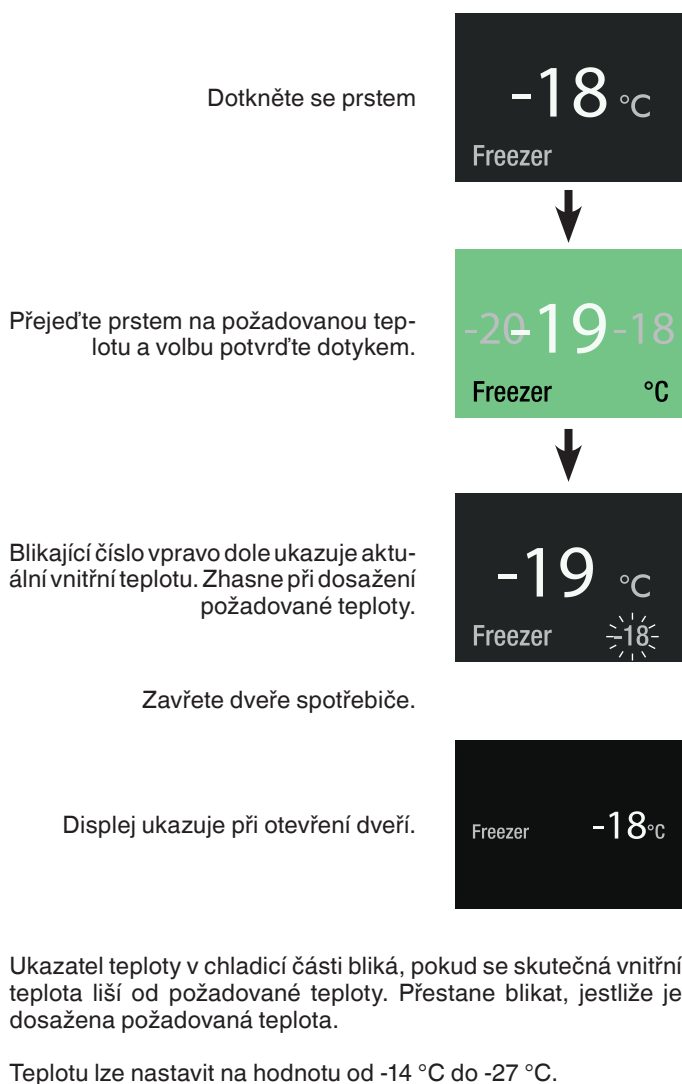 Dotkněte se prstem
-18 °C
Freezer
Přejeďte prstem na požadovanou tep-
lotu a volbu potvrďte dotykem.
-20 -19 -18
Freezer °C
Blikající číslo vpravo dole ukazuje aktu-
ální vnitřní teplotu. Zhasne při dosažení
požadované teploty.
-19 °C
Freezer -18
Zavřete dveře spotřebiče.
Displej ukazuje při otevření dveří.
Freezer -18°C
Ukazatel teploty v chladicí části bliká, pokud se skutečná vnitřní
teplota liší od požadované teploty. Přestane blikat, jestliže je
dosažena požadovaná teplota.
Teplotu lze nastavit na hodnotu od -14 °C do -27 °C.